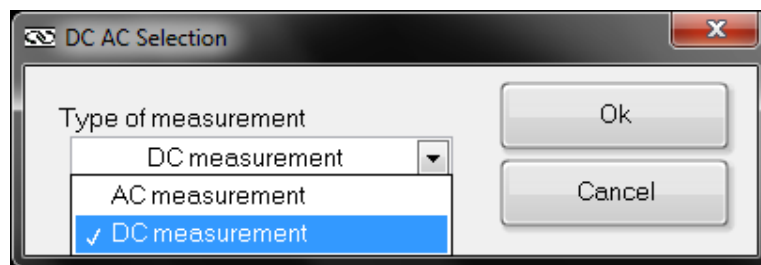 DC AC Selection
Type of measurement
DC measurement
AC measurement
✓ DC measurement
Ok
Cancel